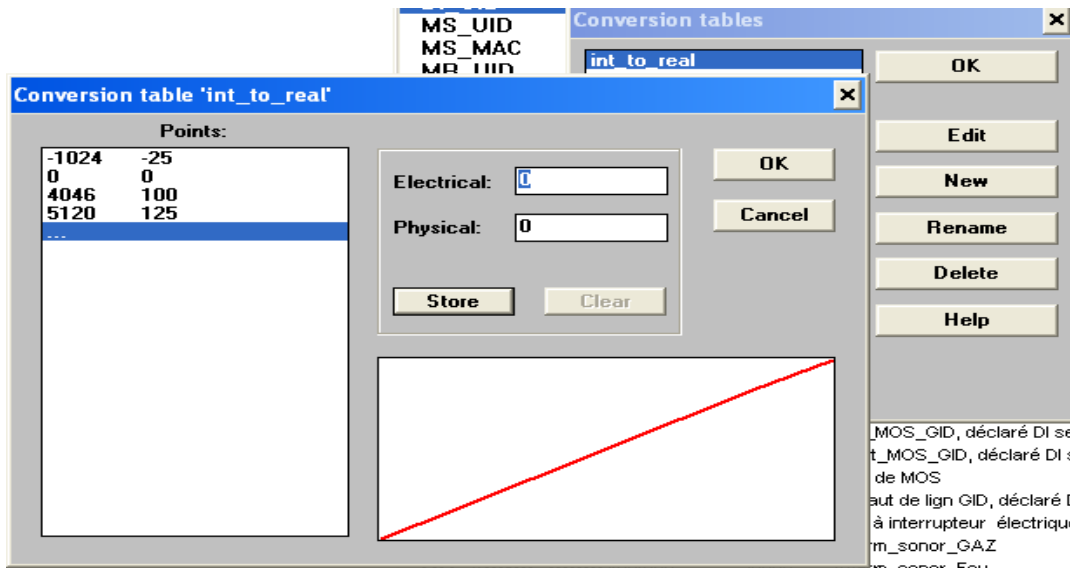 MS_UID
MS_MAC
MB_UID
Conversion tables
int_to_real
OK
Edit
New
Rename
Delete
Help
Conversion table 'int_to_real'
Points:
-1024 -25
0 0
4046 100
5120 125
...
Electrical: 0
Physical: 0
Store
Clear
OK
Cancel
_MOS_GID, déclaré DI se
t_MOS_GID, déclaré DI
de MOS
aut de lign GID, déclaré
à interrupteur électriqu
rm_sonor_GAZ